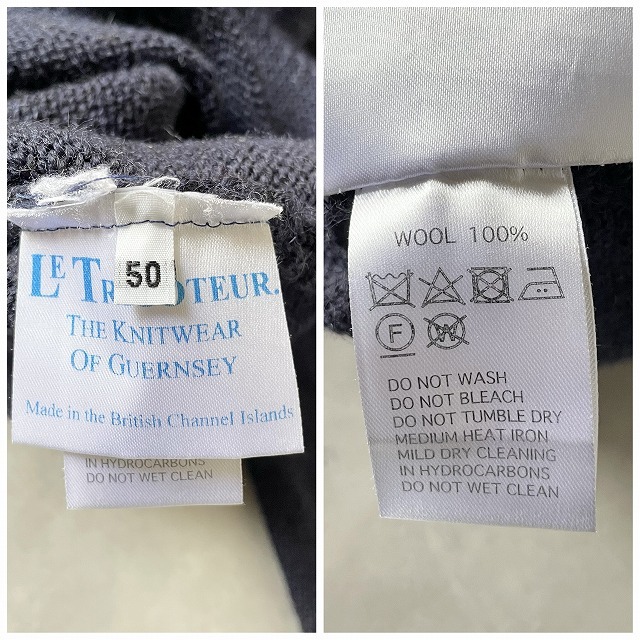 50
LE TR OTEUR.
THE KNITWEAR
OF GUERNSEY
Made in the British Channel Islands
IN HYDROCARBONS
DO NOT WET CLEAN
WOOL 100%
F W
DO NOT WASH
DO NOT BLEACH
DO NOT TUMBLE DRY
MEDIUM HEAT IRON
MILD DRY CLEANING
IN HYDROCARBONS
DO NOT WET CLEAN